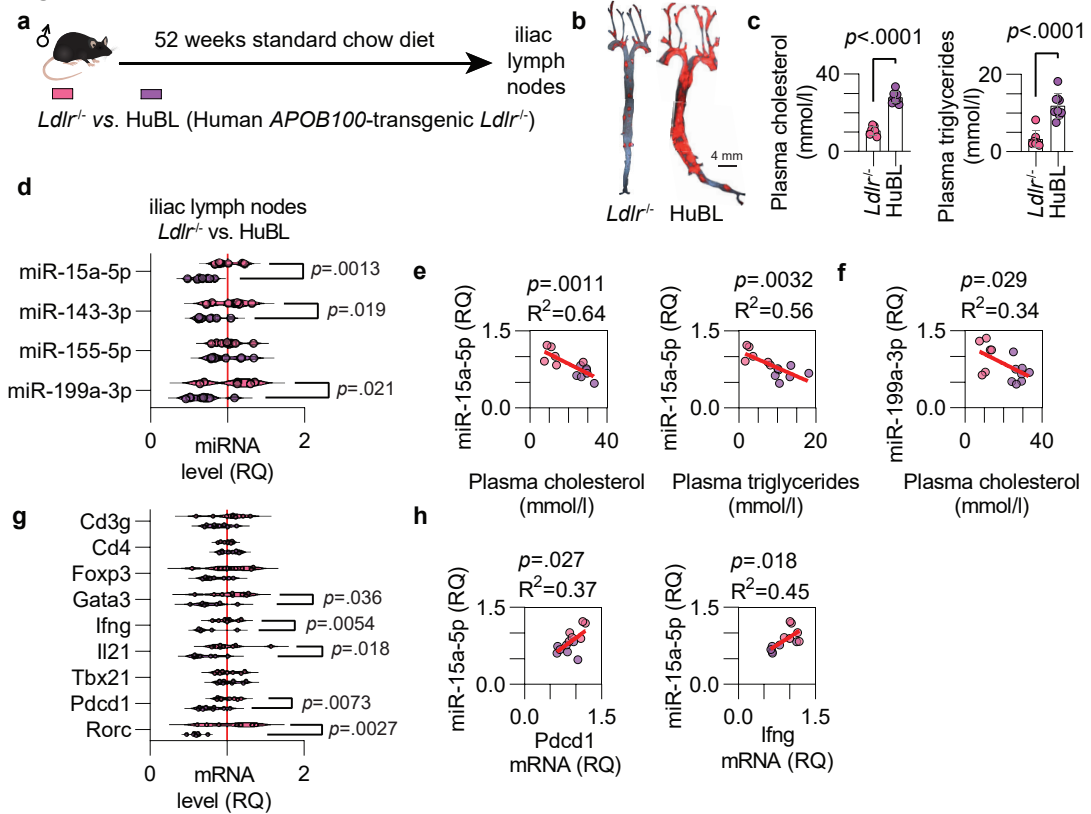 a
♂
52 weeks standard chow diet
iliac
lymph
nodes
Ldlr-/- vs. HuBL (Human APOB100-transgenic Ldlr-/-)
b
4 mm
Ldlr-/- HuBL
c
p<.0001
Plasma cholesterol
(mmol/l)
40
20
0
Ldlr-/-
HuBL
p<.0001
Plasma triglycerides
(mmol/l)
20
10
0
Ldlr-/-
HuBL
d
iliac lymph nodes
Ldlr-/- vs. HuBL
miR-15a-5p
p=.0013
miR-143-3p
p=.019
miR-155-5p
miR-199a-3p
p=.021
0
2
miRNA
level (RQ)
e
p=.0011
R2=0.64
miR-15a-5p (RQ)
1.5
0.0
0 20 40
Plasma cholesterol
(mmol/l)
p=.0032
R2=0.56
miR-15a-5p (RQ)
1.5
0.0
0 10 20
Plasma triglycerides
(mmol/l)
f
p=.029
R2=0.34
miR-199a-3p (RQ)
1.5
0.0
0 20 40
Plasma cholesterol
(mmol/l)
g
Cd3g
Cd4
Foxp3
Gata3
p=.036
Ifng
p=.0054
Il21
p=.018
Tbx21
Pdcd1
p=.0073
Rorc
p=.0027
0
2
mRNA
level (RQ)
h
p=.027
R2=0.37
miR-15a-5p (RQ)
1.5
0.0
0.0 1.5
Pdcd1
mRNA (RQ)
p=.018
R2=0.45
miR-15a-5p (RQ)
1.5
0.0
0.0 1.5
Ifng
mRNA (RQ)